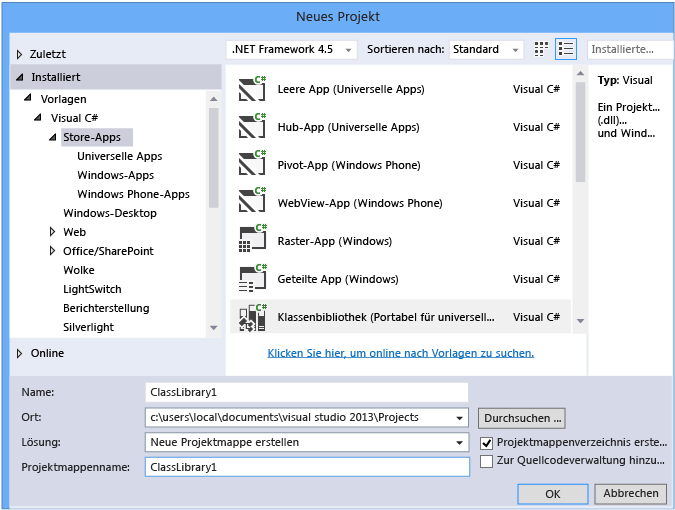 Neues Projekt
Zuletzt
Installiert
Vorlagen
Visual C#
Store-Apps
Universelle Apps
Windows-Apps
Windows Phone-Apps
Windows-Desktop
Web
Office/SharePoint
Wolke
LightSwitch
Berichterstellung
Silverlight
Online
.NET Framework 4.5 Sortieren nach: Standard Installierte...
C# Leere App (Universelle Apps) Visual C#
C# Hub-App (Universelle Apps) Visual C#
C# Pivot-App (Windows Phone) Visual C#
C# WebView-App (Windows Phone) Visual C#
C# Raster-App (Windows) Visual C#
C# Geteilte App (Windows) Visual C#
C# Klassenbibliothek (Portabel für universell... Visual C#
Klicken Sie hier, um online nach Vorlagen zu suchen.
Typ: Visual
Ein Projekt...
(.dll)...
und Wind...
Name: ClassLibrary1
Ort: c:\users\local\documents\visual studio 2013\Projects Durchsuchen ...
Lösung: Neue Projektmappe erstellen Projektmappenverzeichnis erste...
Projektmappenname: ClassLibrary1 Zur Quellcodeverwaltung hinzu...
OK Abbrechen